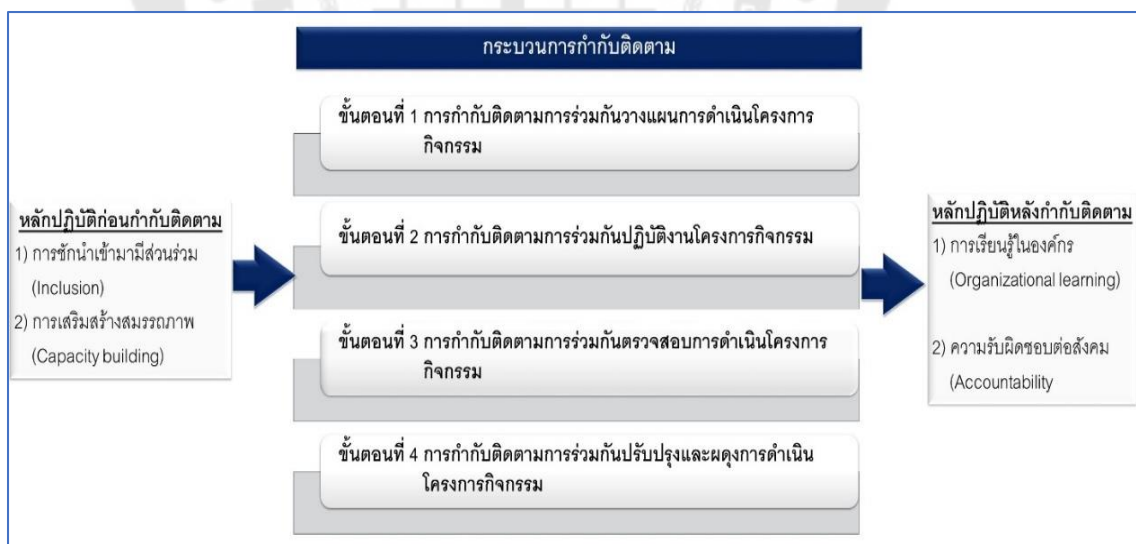 กระบวนการกำกับติดตาม
หลักปฏิบัติก่อนกำกับติดตาม
1) การชักนำเข้ามามีส่วนร่วม
(Inclusion)
2) การเสริมสร้างสมรรถภาพ
(Capacity building)
ขั้นตอนที่ 1 การกำกับติดตามการร่วมกันวางแผนการดำเนินโครงการ
กิจกรรม
ขั้นตอนที่ 2 การกำกับติดตามการร่วมกันปฏิบัติงานโครงการกิจกรรม
ขั้นตอนที่ 3 การกำกับติดตามการร่วมกันตรวจสอบการดำเนินโครงการ
กิจกรรม
ขั้นตอนที่ 4 การกำกับติดตามการร่วมกันปรับปรุงและผดุงการดำเนิน
โครงการกิจกรรม
หลักปฏิบัติหลังกำกับติดตาม
1) การเรียนรู้ในองค์กร
(Organizational learning)
2) ความรับผิดชอบต่อสังคม
(Accountability